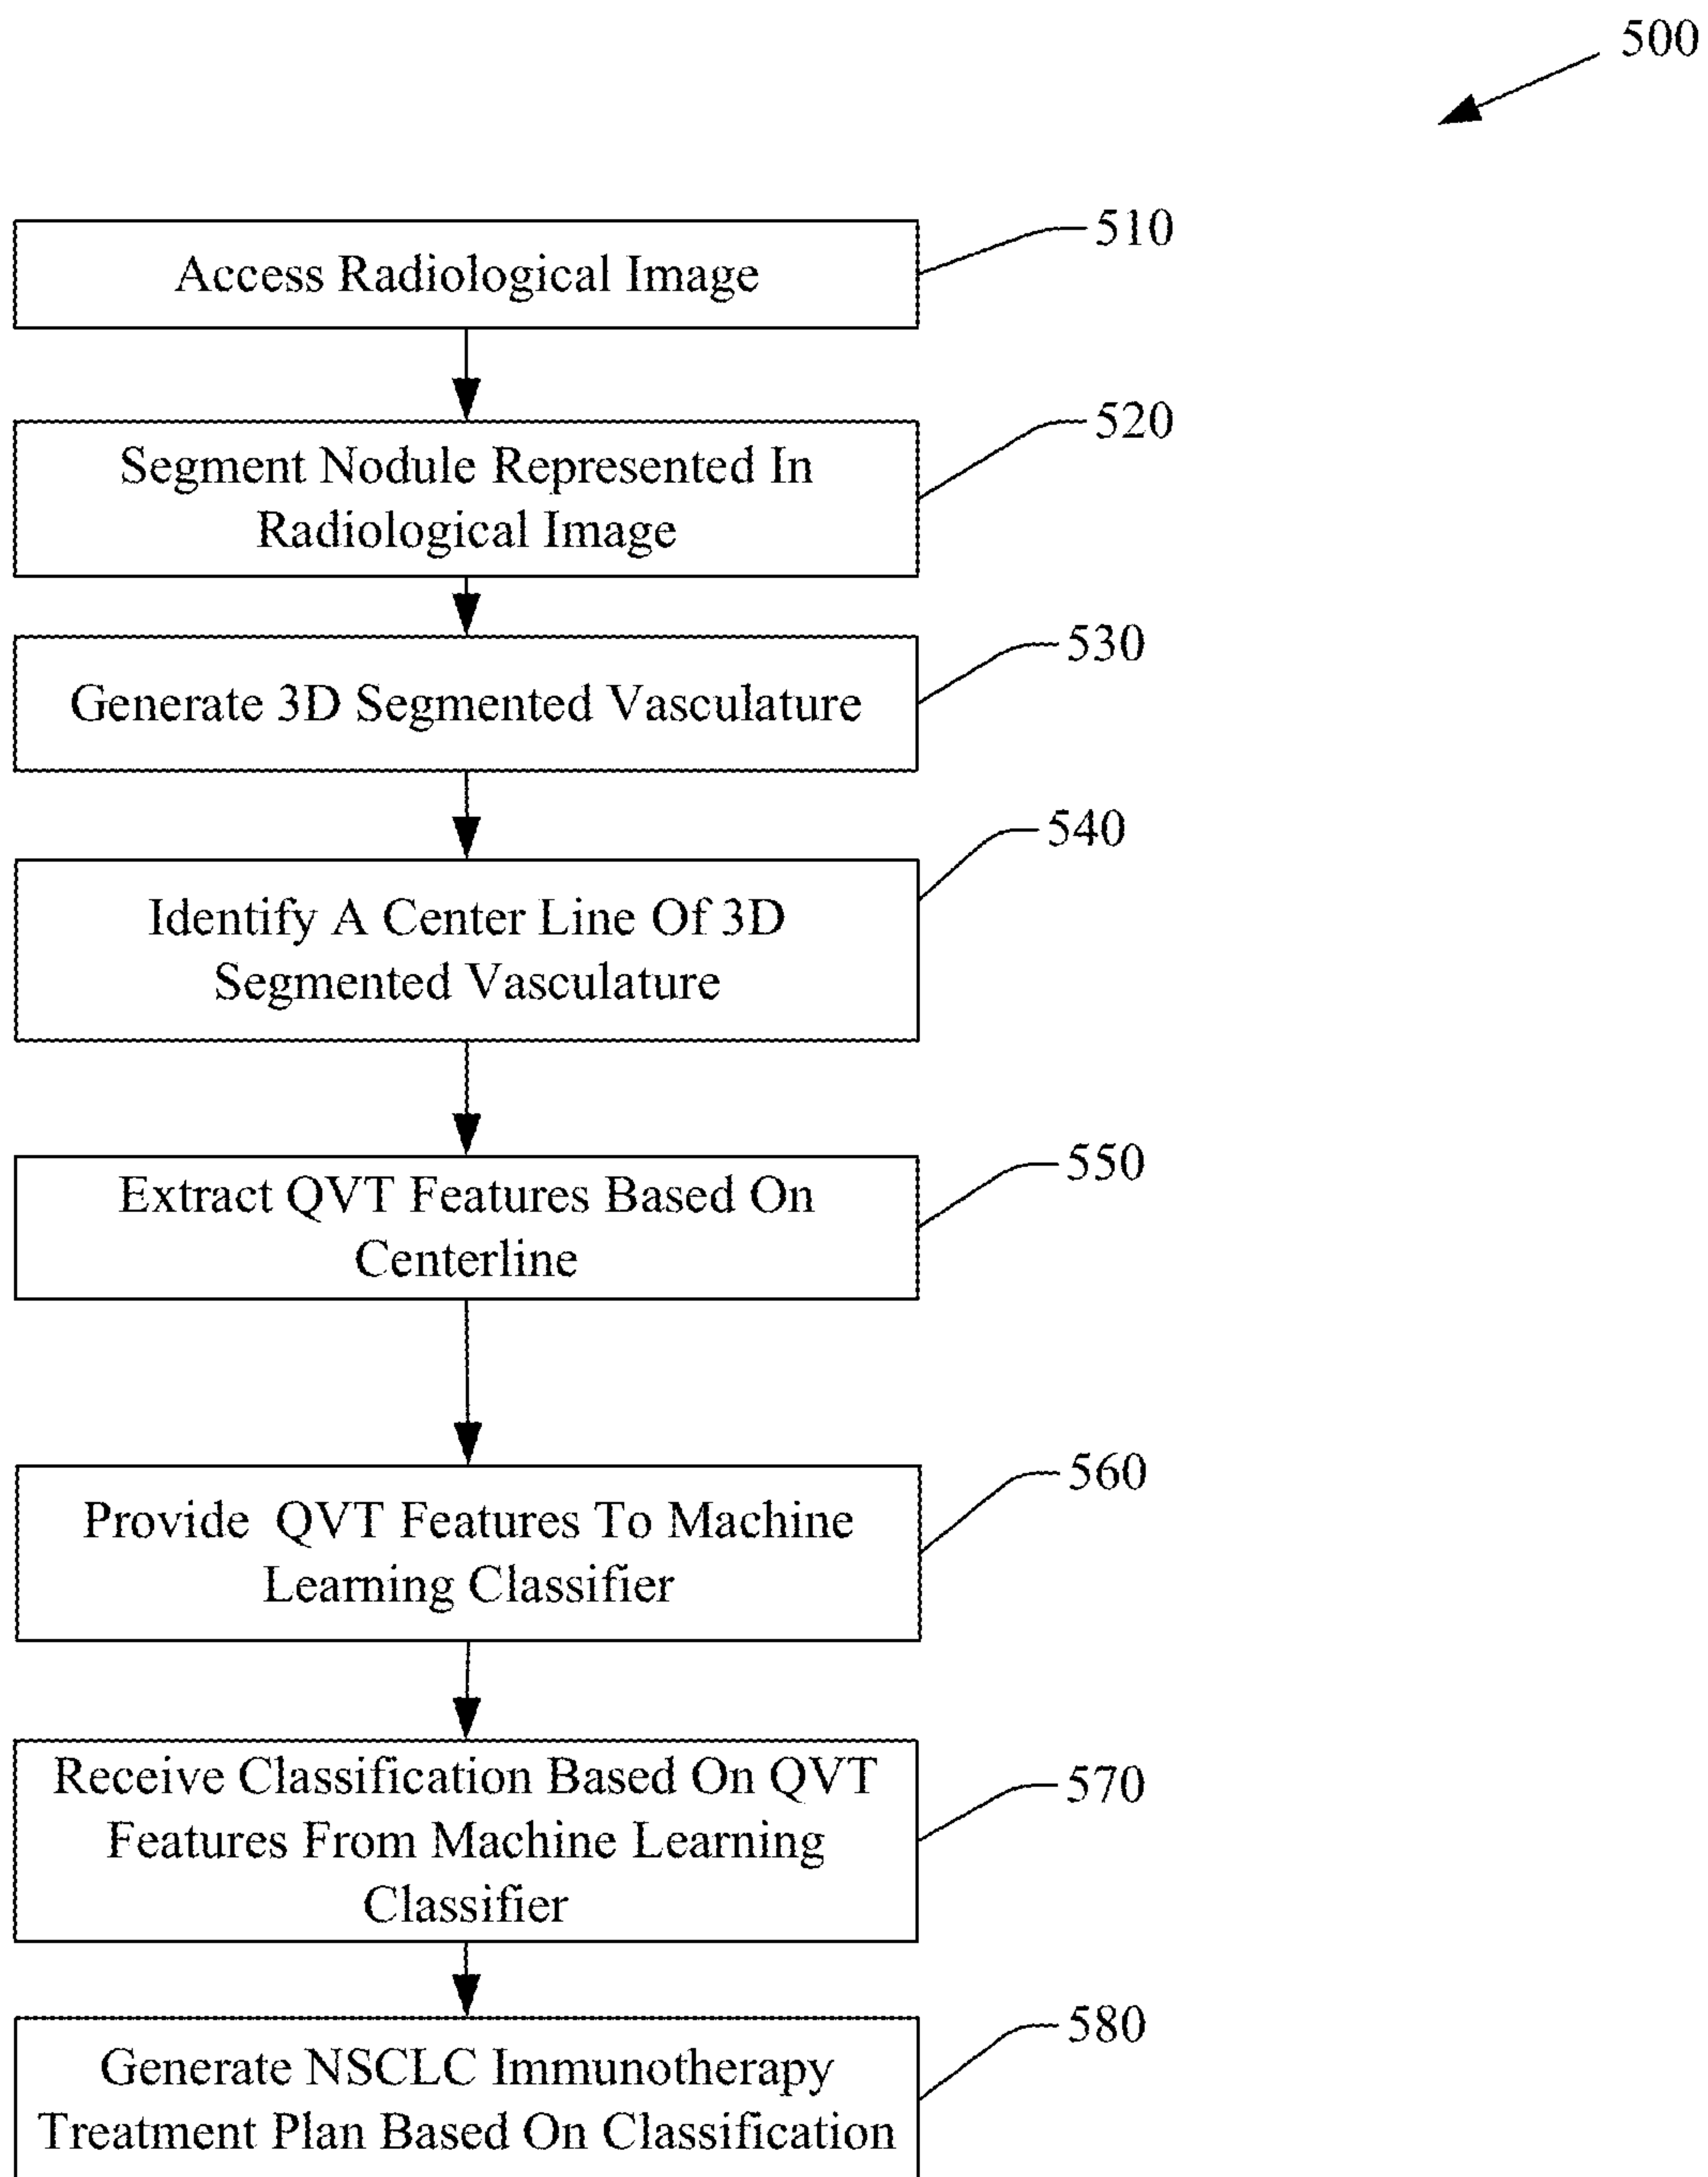 500
510
Access Radiological Image
520
Segment Nodule Represented In
Radiological Image
530
Generate 3D Segmented Vasculature
540
Identify A Center Line Of 3D
Segmented Vasculature
550
Extract QVT Features Based On
Centerline
560
Provide QVT Features To Machine
Learning Classifier
570
Receive Classification Based On QVT
Features From Machine Learning
Classifier
580
Generate NSCLC Immunotherapy
Treatment Plan Based On Classification